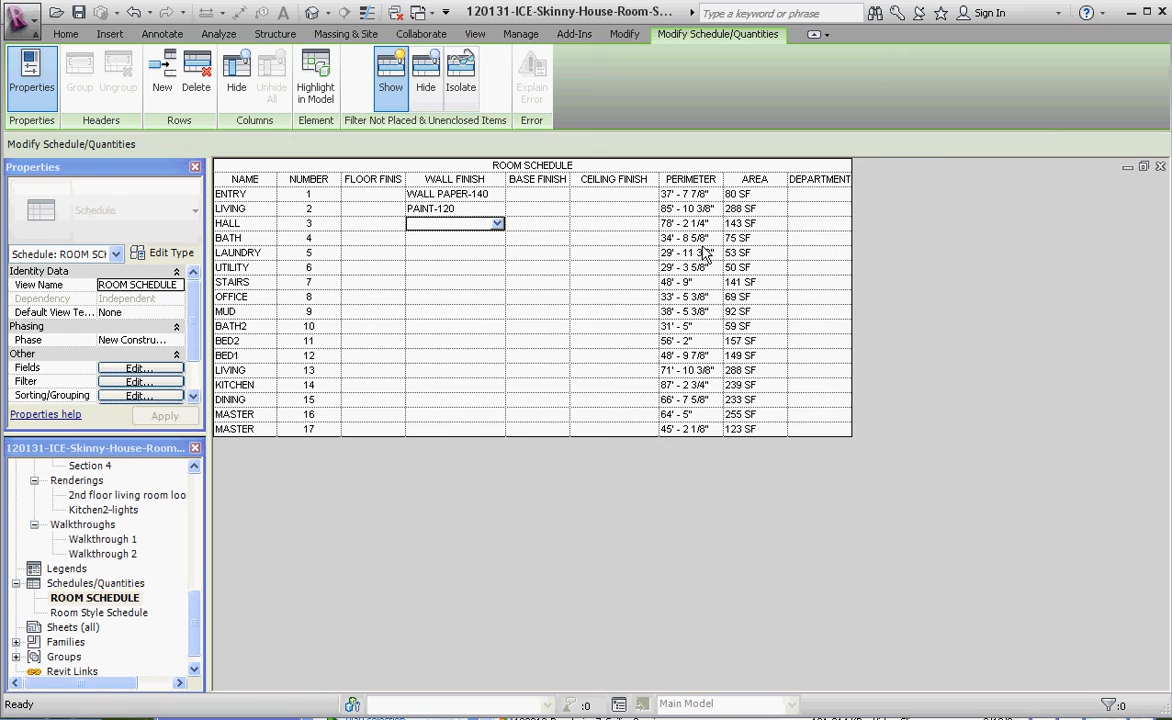 120131-ICE-Skinny-House-Room-S...
Type a keyword or phrase
Sign In
Home Insert Annotate Analyze Structure Massing & Site Collaborate View Manage Add-Ins Modify Modify Schedule/Quantities
Properties Group Ungroup New Delete Hide Unhide All Highlight in Model Show Hide Isolate Explain Error
Properties Headers Rows Columns Element Filter Not Placed & Unenclosed Items Error
Modify Schedule/Quantities
Properties
Schedule
Schedule: ROOM SCH
Edit Type
Identity Data
View Name ROOM SCHEDULE
Dependency Independent
Default View Te... None
Phasing
Phase New Constru...
Other
Fields Edit...
Filter Edit...
Sorting/Grouping Edit...
Properties help Apply
120131-ICE-Skinny-House-Room...
Section 4
Renderings
2nd floor living room loo
Kitchen2-lights
Walkthroughs
Walkthrough 1
Walkthrough 2
Legends
Schedules/Quantities
ROOM SCHEDULE
Room Style Schedule
Sheets (all)
Families
Groups
Revit Links
ROOM SCHEDULE
NAME NUMBER FLOOR FINIS WALL FINISH BASE FINISH CEILING FINISH PERIMETER AREA DEPARTMENT
ENTRY 1 WALL PAPER-140 37' - 7 7/8" 80 SF
LIVING 2 PAINT-120 85' - 10 3/8" 288 SF
HALL 3 78' - 2 1/4" 143 SF
BATH 4 34' - 8 5/8" 75 SF
LAUNDRY 5 29' - 11 53 SF
UTILITY 6 29' - 3 5/8" 50 SF
STAIRS 7 48' - 9" 141 SF
OFFICE 8 33' - 5 3/8" 69 SF
MUD 9 38' - 5 3/8" 92 SF
BATH2 10 31' - 5" 59 SF
BED2 11 56' - 2" 157 SF
BED1 12 48' - 9 7/8" 149 SF
LIVING 13 71' - 10 3/8" 288 SF
KITCHEN 14 87' - 2 3/4" 239 SF
DINING 15 66' - 7 5/8" 233 SF
MASTER 16 64' - 5" 255 SF
MASTER 17 45' - 2 1/8" 123 SF
Ready
:0
Main Model
:0